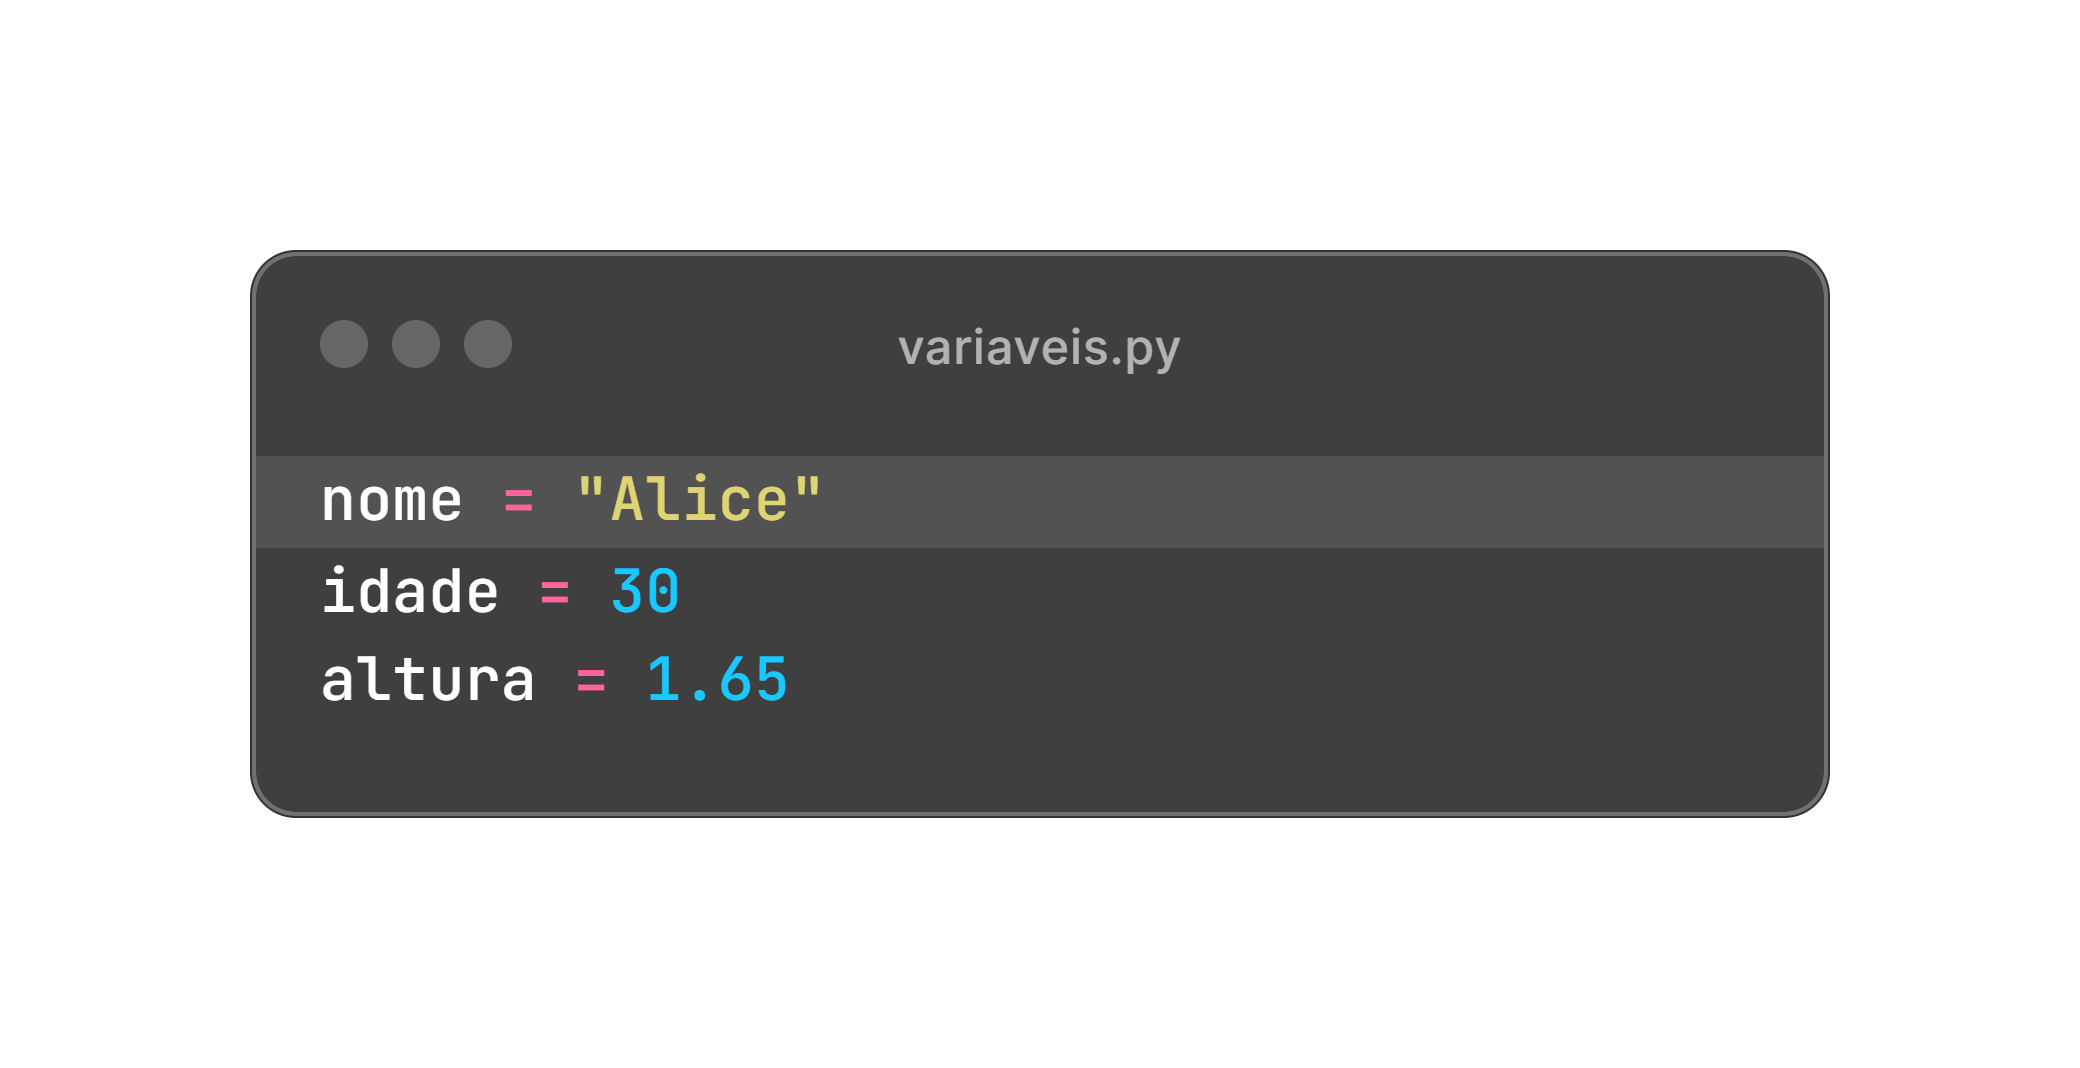 variaveis.py
nome = "Alice"
idade = 30
altura = 1.65